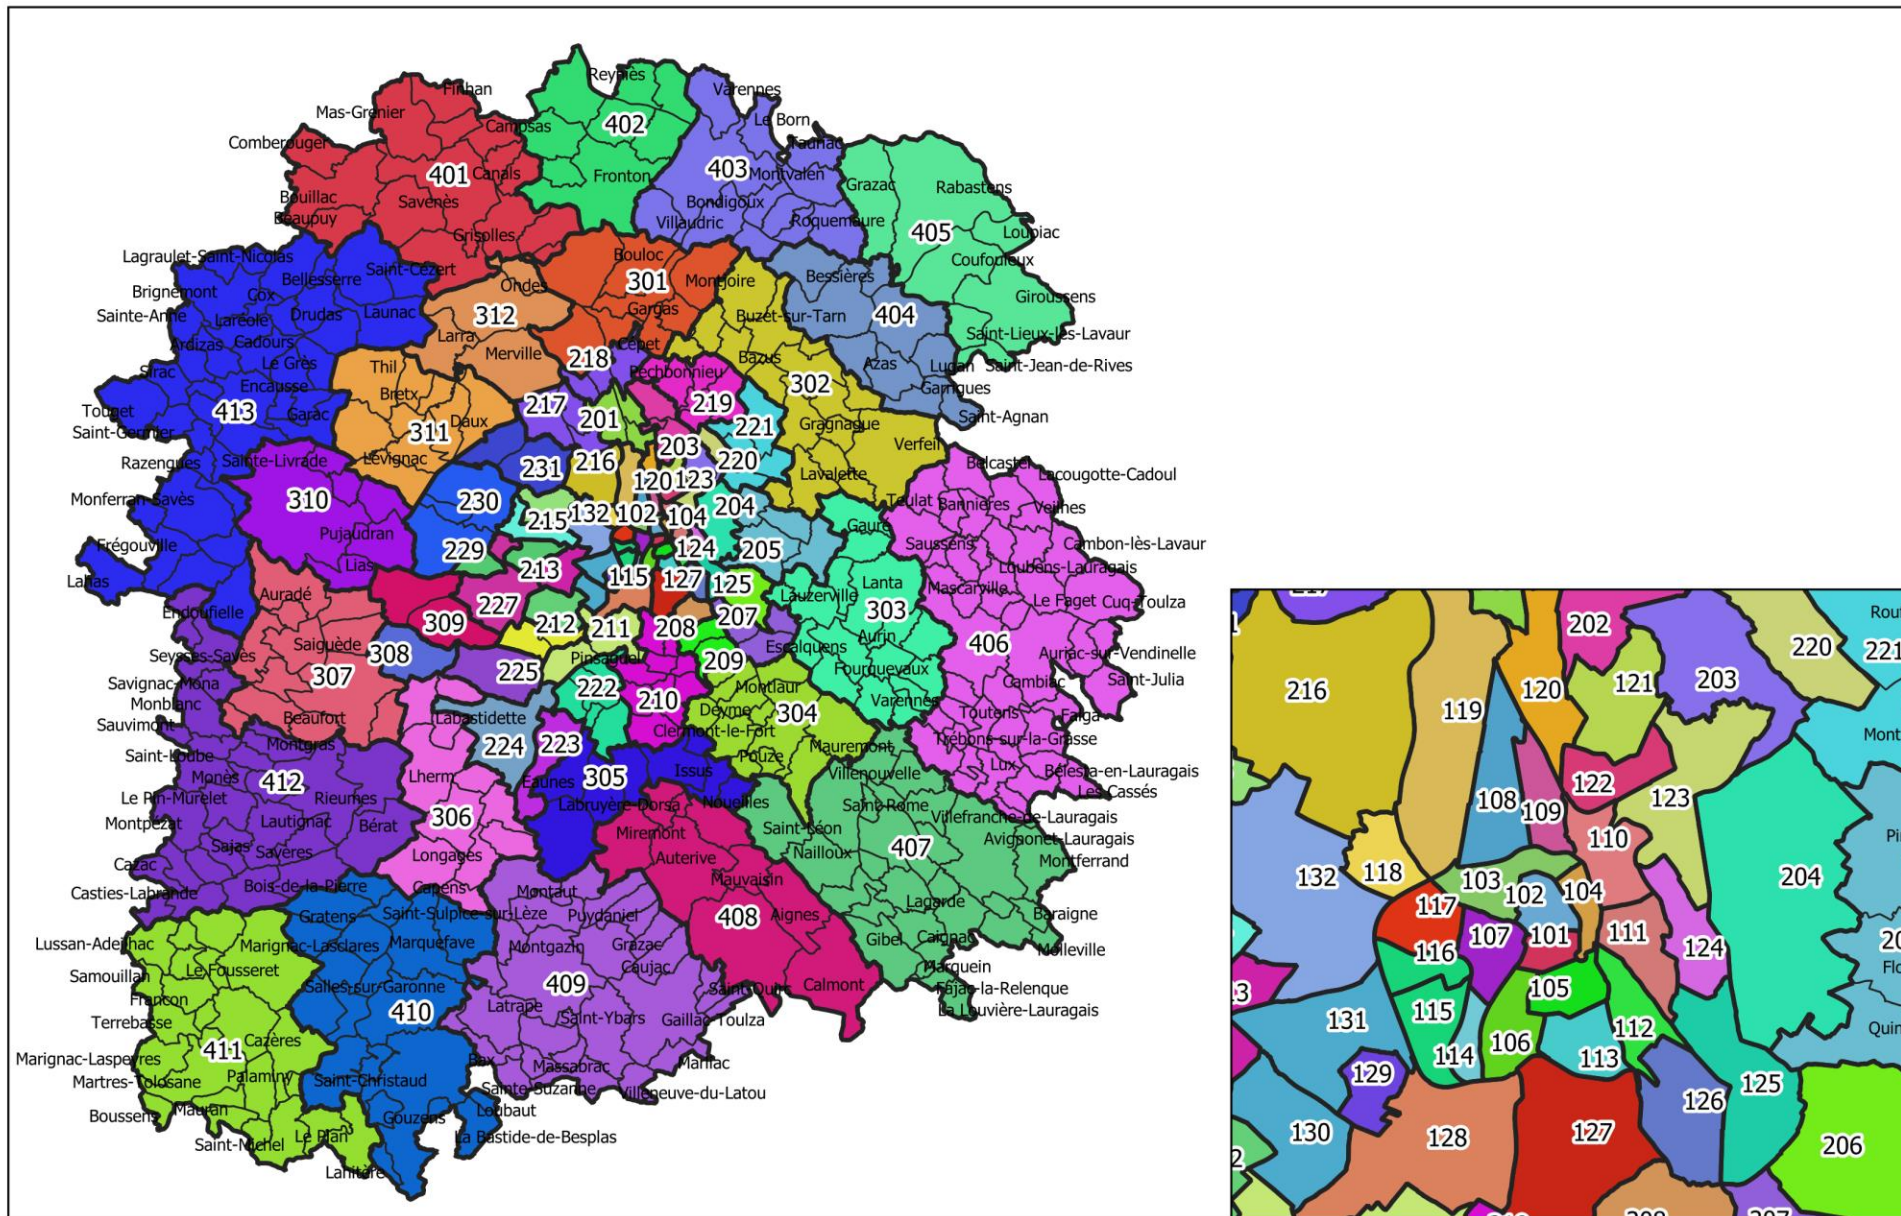 Reyniès
Finhan
Varennes
Mas-Grenier
Le Born
402
Campsas
Comberouger
Tauriac
403
401
Canals
Fronton
Montvalen
Grazac
Rabastens
Bouillac
Savenès
Bondigoux
Beaupuy
Villaudric
Roquemaure
405
Loupiac
Grisolles
Lagraulet-Saint-Nicolas
Bouloc
Coufouleux
Saint-Cézert
Bellesserre
301
Montjoire
Bessières
Ondes
Brignemont
Cox
Giroussens
Sainte-Anne
Laréole
Drudas
Launac
312
Gargas
Buzet-sur-Tarn
404
Ardizas
Cadours
Larra
Cépet
Saint-Lieux-lès-Lavaur
Merville
218
Bazus
Le Grès
Thil
Azas
Lugan
Saint-Jean-de-Rives
Sirac
Pechbonnieu
Encausse
Bretx
302
Garrigues
Touget
413
Garac
217
201
219
Saint-Agnan
Daux
Saint-Germier
311
221
Gragnague
203
Verfeil
Razengues
Sainte-Livrade
Lévignac
231
216
220
Belcastel
Lavalette
Lacougotte-Cadoul
120
123
Monferran-Savès
310
230
Teulat
Bannières
Veilhes
204
215
132
102
104
Pujaudran
Gaure
Frégouville
229
124
205
Saussens
Cambon-lès-Lavaur
Lias
213
Loubens-Lauragais
Lahas
115
127
125
Lanta
Mascarville
Auradé
Lauzerville
Le Faget
Cuq-Toulza
Endoufielle
227
303
309
212
211
208
207
Aurin
Saiguède
Escalquens
406
Seysses-Savès
308
Pinsaguel
209
Auriac-sur-Vendinelle
307
225
Fourquevaux
Savignac-Mona
222
Montlaur
Cambiac
Saint-Julia
Monblanc
210
Varennes
Beaufort
Labastidette
Deyme
304
Toutens
Falga
Sauvimont
Clermont-le-Fort
Montgras
224
223
Mauremont
Trébons-sur-la-Grasse
Saint-Loube
Pouze
Lux
Monès
Lherm
Eaunes
305
Issus
Villenouvelle
Bélesta-en-Lauragais
412
Le Pin-Murelet
Rieumes
Labruyère-Dorsa
Noueilles
Saint-Rome
Les Cassés
Montpézat
Lautignac
Bérat
306
Villefranche-de-Lauragais
Miremont
Saint-Léon
Avignonet-Lauragais
Sajas
Savères
Longages
Auterive
Nailloux
407
Montferrand
Cazac
Mauvaisin
Casties-Labrande
Bois-de-la-Pierre
Capens
Montaut
Lagarde
Gratens
Saint-Sulpice-sur-Lèze
Puydaniel
408
Aignes
Baraigne
Lussan-Adeilhac
Marignac-Lasclares
Marquefave
Montgazin
Grazac
Gibel
Caignac
Molleville
Samouillan
Le Fousseret
Caujac
Marquein
Salles-sur-Garonne
409
Saint-Quirc
Calmont
Fajac-la-Relenque
Francon
410
Latrape
Saint-Ybars
Gaillac-Toulza
La Louvière-Lauragais
Terrebasse
Cazères
411
Marignac-Laspeyres
Bax
Massabrac
Marliac
Martres-Tolosane
Palaminy
Saint-Christaud
Sainte-Suzanne
Villeneuve-du-Latou
Boussens
Mauran
Gouzens
Loubaut
Saint-Michel
Le Plan
La Bastide-de-Besplas
Lahitère
217
202
220
221
216
119
120
121
203
108
109
122
123
110
118
132
103
102
104
204
117
107
101
111
116
124
105
115
131
106
112
114
113
129
125
126
130
128
127
206
208
207